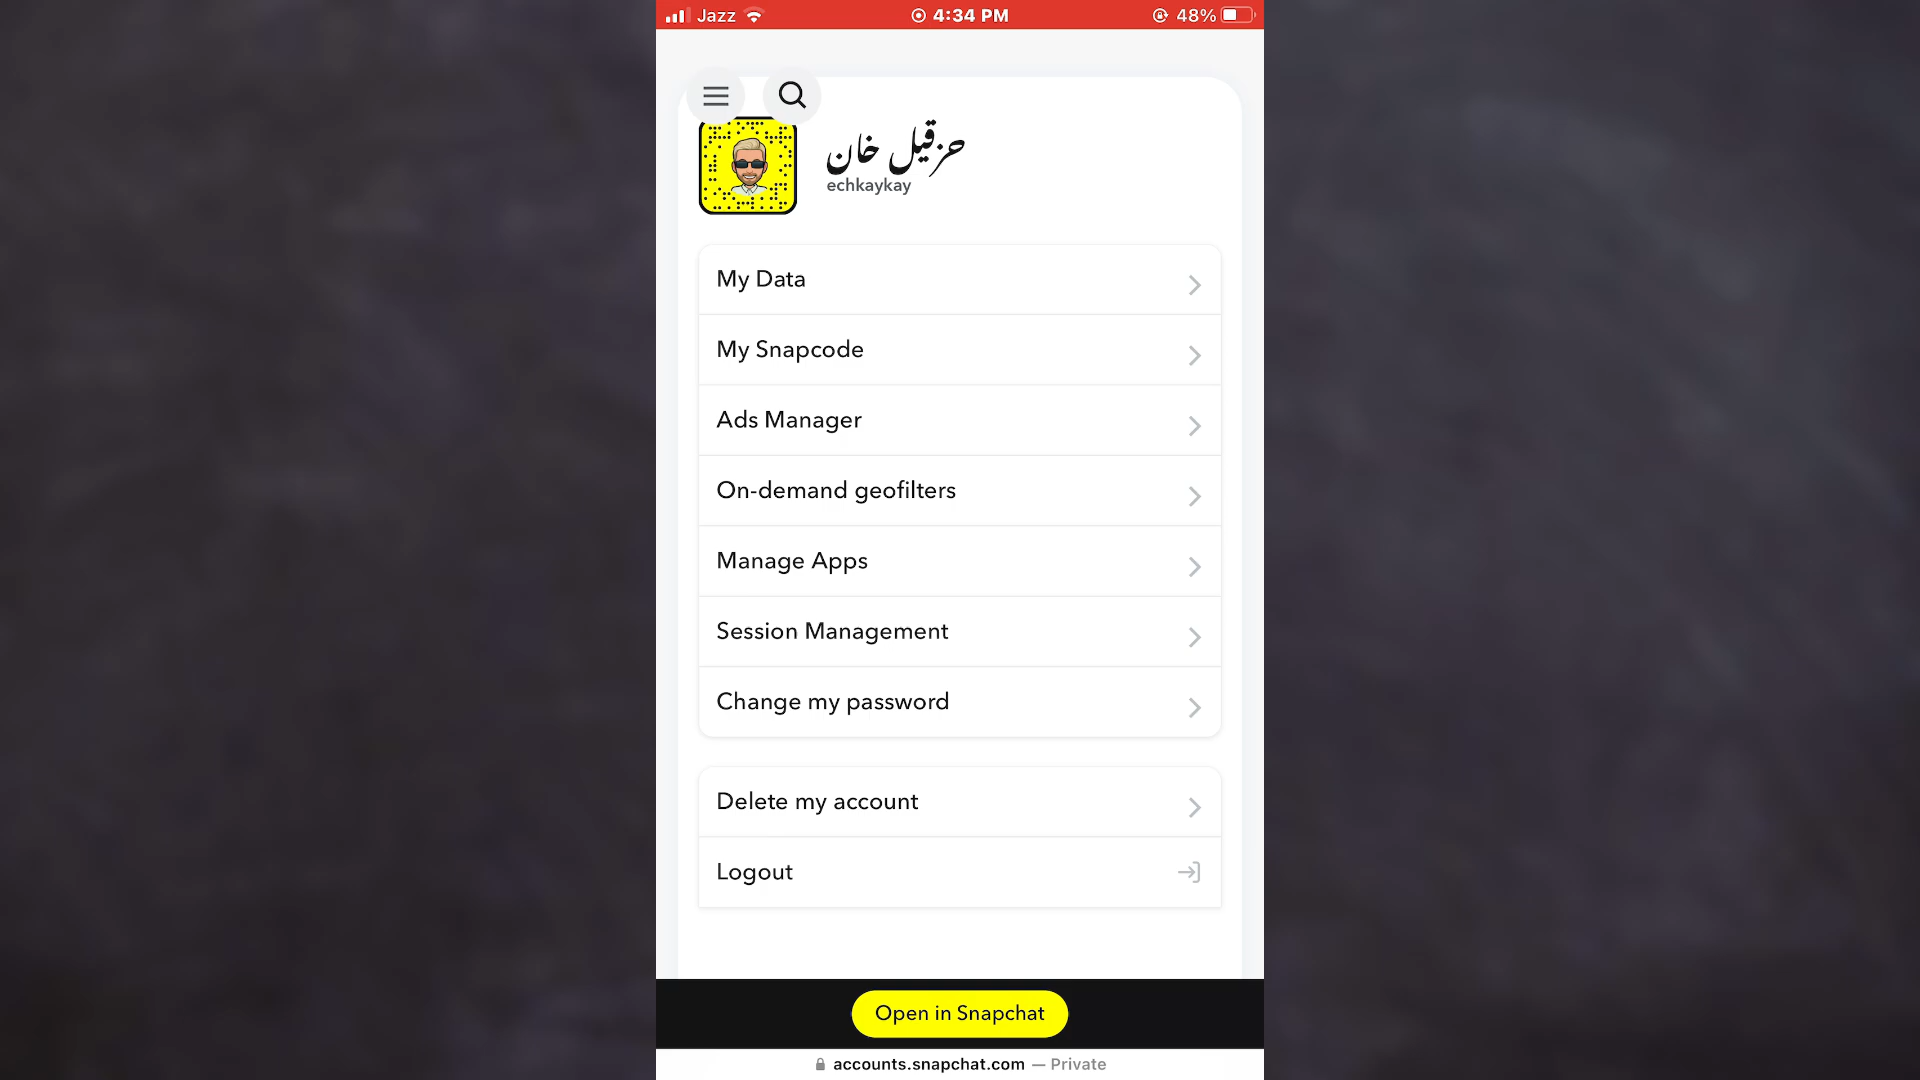 Jazz 4:34 PM 48%
حزقیل خان
echkaykay
My Data
My Snapcode
Ads Manager
On-demand geofilters
Manage Apps
Session Management
Change my password
Delete my account
Logout
Open in Snapchat
accounts.snapchat.com — Private